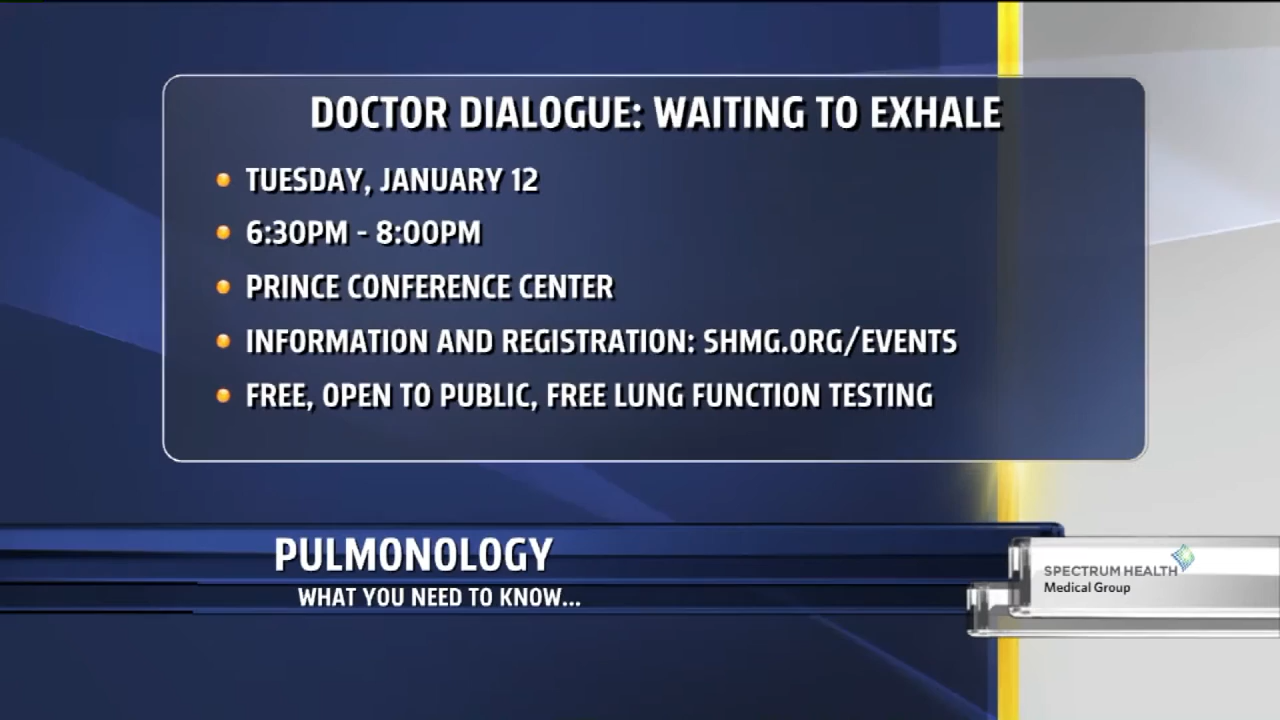 DOCTOR DIALOGUE: WAITING TO EXHALE
TUESDAY, JANUARY 12
6:30PM - 8:00PM
PRINCE CONFERENCE CENTER
INFORMATION AND REGISTRATION: SHMG.ORG/EVENTS
FREE, OPEN TO PUBLIC, FREE LUNG FUNCTION TESTING
PULMONOLOGY
WHAT YOU NEED TO KNOW...
SPECTRUM HEALTH
Medical Group